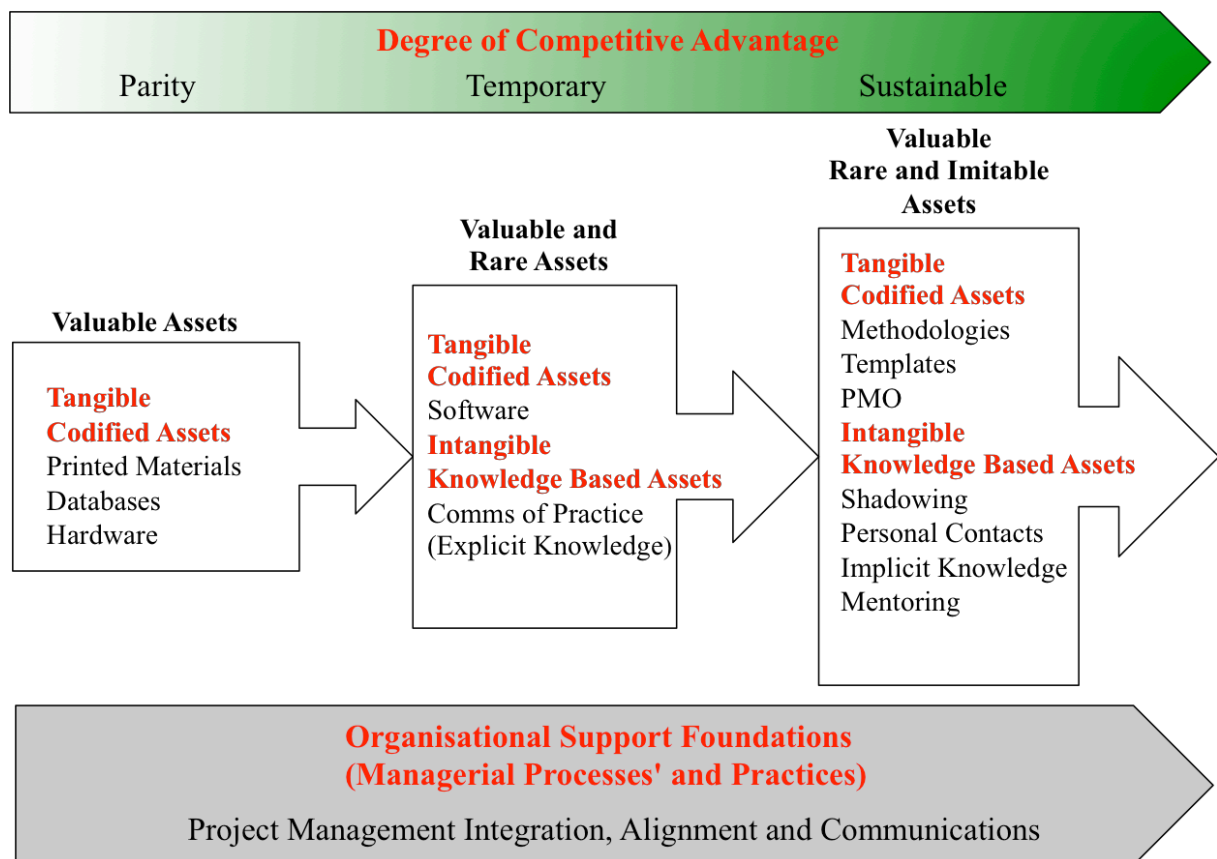 Degree of Competitive Advantage
Parity Temporary Sustainable
Valuable Assets
Tangible
Codified Assets
Printed Materials
Databases
Hardware
Valuable and
Rare Assets
Tangible
Codified Assets
Software
Intangible
Knowledge Based Assets
Comms of Practice
(Explicit Knowledge)
Valuable
Rare and Imitable
Assets
Tangible
Codified Assets
Methodologies
Templates
PMO
Intangible
Knowledge Based Assets
Shadowing
Personal Contacts
Implicit Knowledge
Mentoring
Organisational Support Foundations
(Managerial Processes' and Practices)
Project Management Integration, Alignment and Communications